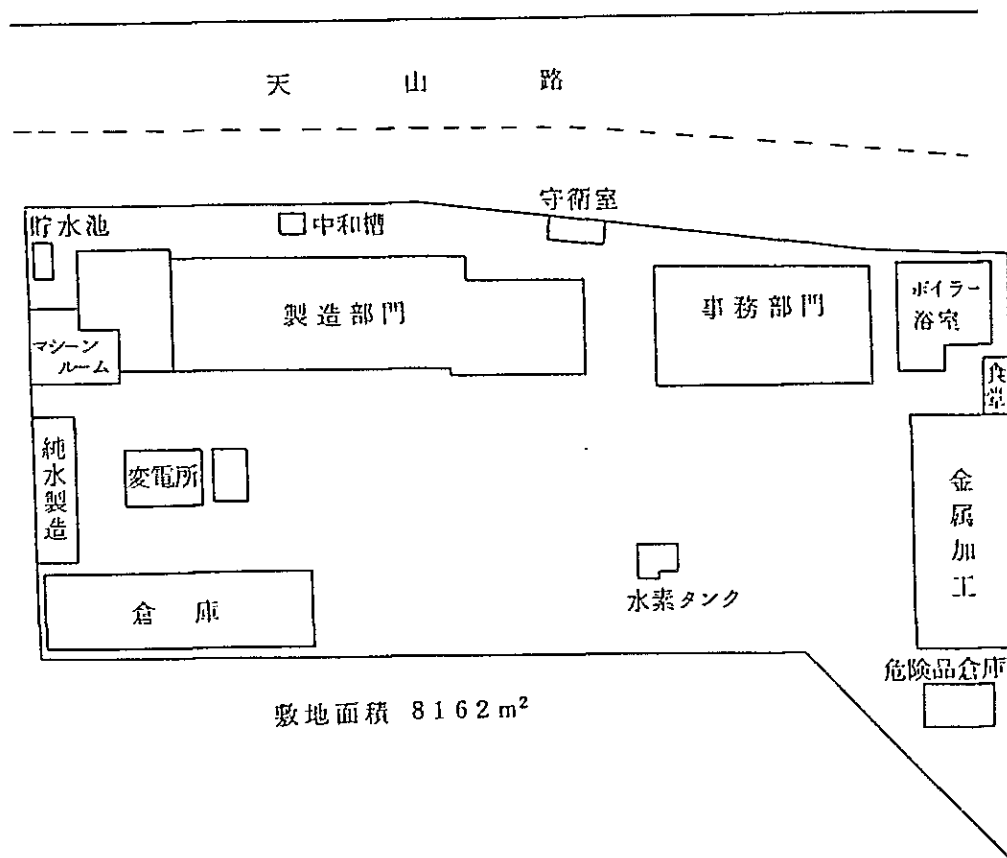 天山路
守衛室
貯水池
中和槽
製造部門
事務部門
ボイラー
浴室
マシーン
ルーム
食堂
純水製造
変電所
金属加工
倉庫
水素タンク
危険品倉庫
敷地面積 8162m²